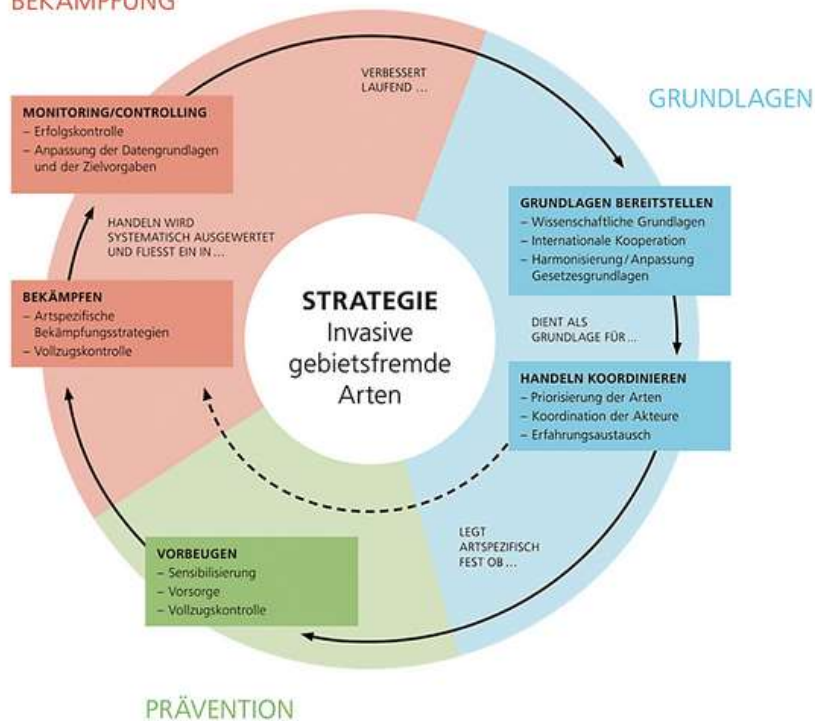 BEKÄMPFUNG
VERBESSERT
LAUFEND ...
GRUNDLAGEN
MONITORING/CONTROLLING
– Erfolgskontrolle
– Anpassung der Datengrundlagen
und der Zielvorgaben
GRUNDLAGEN BEREITSTELLEN
– Wissenschaftliche Grundlagen
– Internationale Kooperation
– Harmonisierung/Anpassung
Gesetzesgrundlagen
HANDELN WIRD
SYSTEMATISCH AUSGEWERTET
UND FLIESST EIN IN ...
BEKÄMPFEN
– Artspezifische
Bekämpfungsstrategien
– Vollzugskontrolle
STRATEGIE
Invasive
gebietsfremde
Arten
DIENT ALS
GRUNDLAGE FÜR ...
HANDELN KOORDINIEREN
– Priorisierung der Arten
– Koordination der Akteure
– Erfahrungsaustausch
LEGT
ARTSPEZIFISCH
FEST OB ...
VORBEUGEN
– Sensibilisierung
– Vorsorge
– Vollzugskontrolle
PRÄVENTION